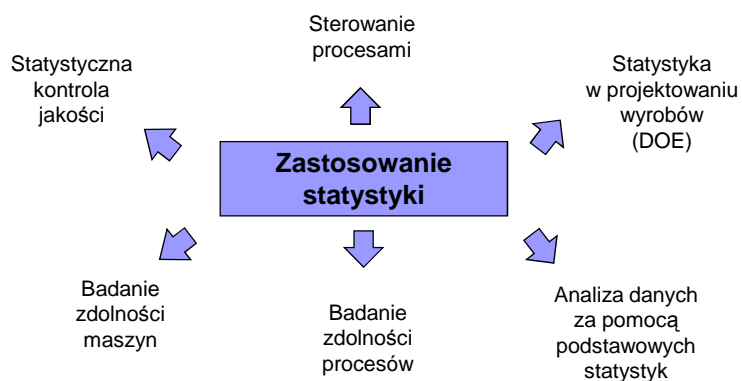 Sterowanie
procesami
Statystyczna
kontrola
jakości
Statystyka
w projektowaniu
wyrobów
(DOE)
Zastosowanie
statystyki
Badanie
zdolności
maszyn
Badanie
zdolności
procesów
Analiza danych
za pomocą
podstawowych
statystyk